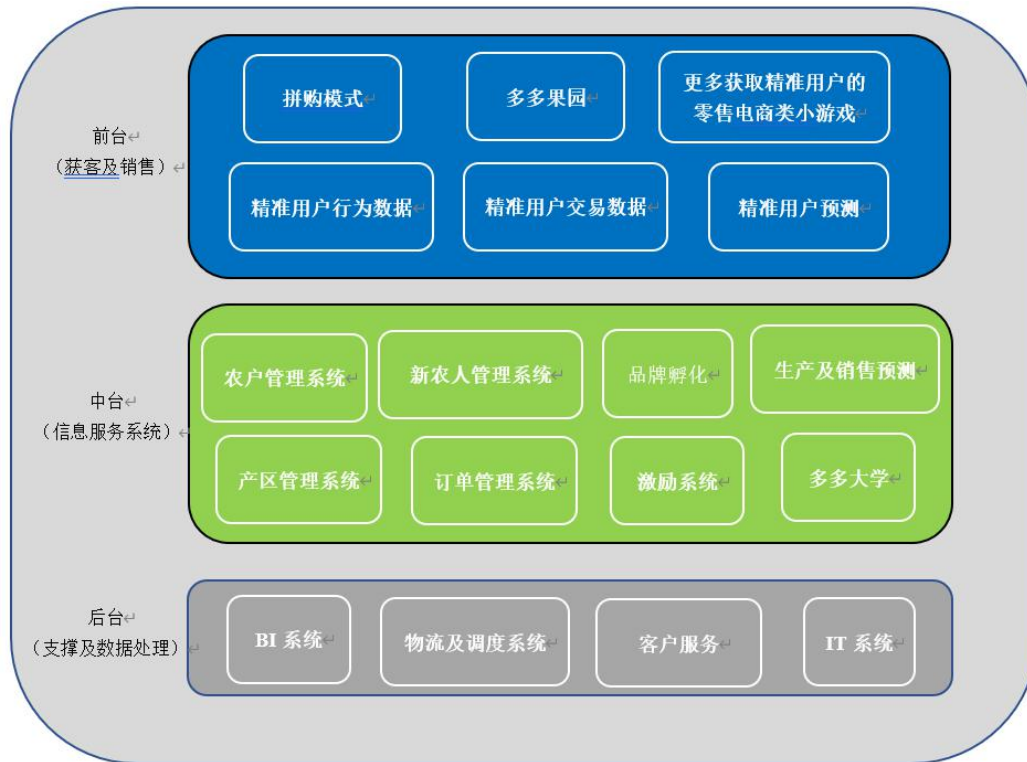 前台
（获客及销售）
拼购模式
多多果园
更多获取精准用户的
零售电商类小游戏
精准用户行为数据
精准用户交易数据
精准用户预测
中台
（信息服务系统）
农户管理系统
新农人管理系统
品牌孵化
生产及销售预测
产区管理系统
订单管理系统
激励系统
多多大学
后台
（支撑及数据处理）
BI 系统
物流及调度系统
客户服务
IT 系统